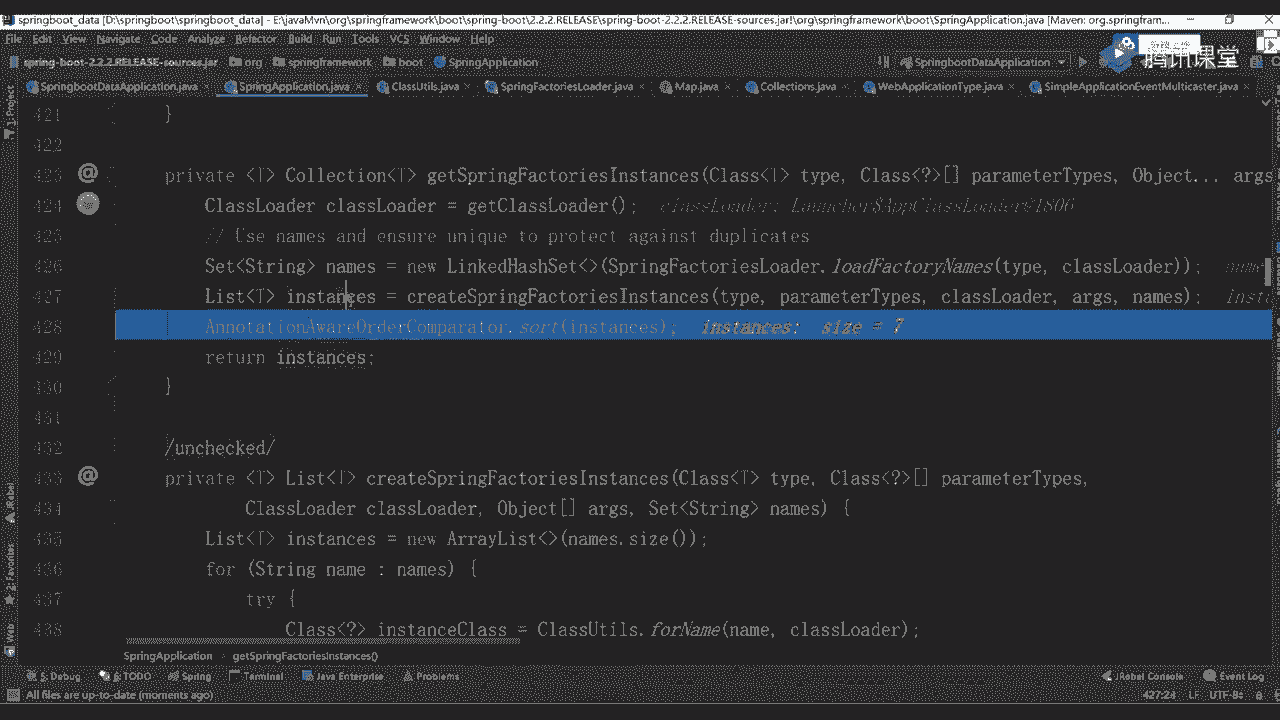 springboot_data [D:\springboot\springboot_data] - E:\javaMvn\org\springframework\boot\spring-boot\2.2.2.RELEASE\spring-boot-2.2.2.RELEASE-sources.jar!\org\springframework\boot\SpringApplication.java [Maven: org.springfram...
File Edit View Navigate Code Analyze Refactor Build Run Tools VCS Window Help
腾讯课堂
spring-boot-2.2.2.RELEASE-sources.jar org springframework boot SpringApplication SpringbootDataApplication
SpringbootDataApplication.java SpringApplication.java ClassUtils.java SpringFactoriesLoader.java Map.java Collections.java WebApplicationType.java SimpleApplicationEventMulticaster.java
1: Project
421 }
422
423 private <T> Collection<T> getSpringFactoriesInstances(Class<T> type, Class<?>[] parameterTypes, Object... args
424 ClassLoader classLoader = getClassLoader(); classLoader: Launcher$AppClassLoader@1806
425 // Use names and ensure unique to protect against duplicates
426 Set<String> names = new LinkedHashSet<>(SpringFactoriesLoader.loadFactoryNames(type, classLoader)); name
427 List<T> instances = createSpringFactoriesInstances(type, parameterTypes, classLoader, args, names); inst
428 AnnotationAwareOrderComparator.sort(instances); instances: size = 7
429 return instances;
430 }
431
432 /unchecked/
433 private <T> List<T> createSpringFactoriesInstances(Class<T> type, Class<?>[] parameterTypes,
434 ClassLoader classLoader, Object[] args, Set<String> names) {
435 List<T> instances = new ArrayList<>(names.size());
436 for (String name : names) {
437 try {
438 Class<?> instanceClass = ClassUtils.forName(name, classLoader);
JRebel
2: Favorites
Web
SpringApplication getSpringFactoriesInstances()
5: Debug 6: TODO Spring Terminal Java Enterprise Problems JRebel Console Event Log
All files are up-to-date (moments ago) 427:24 LF UTF-8